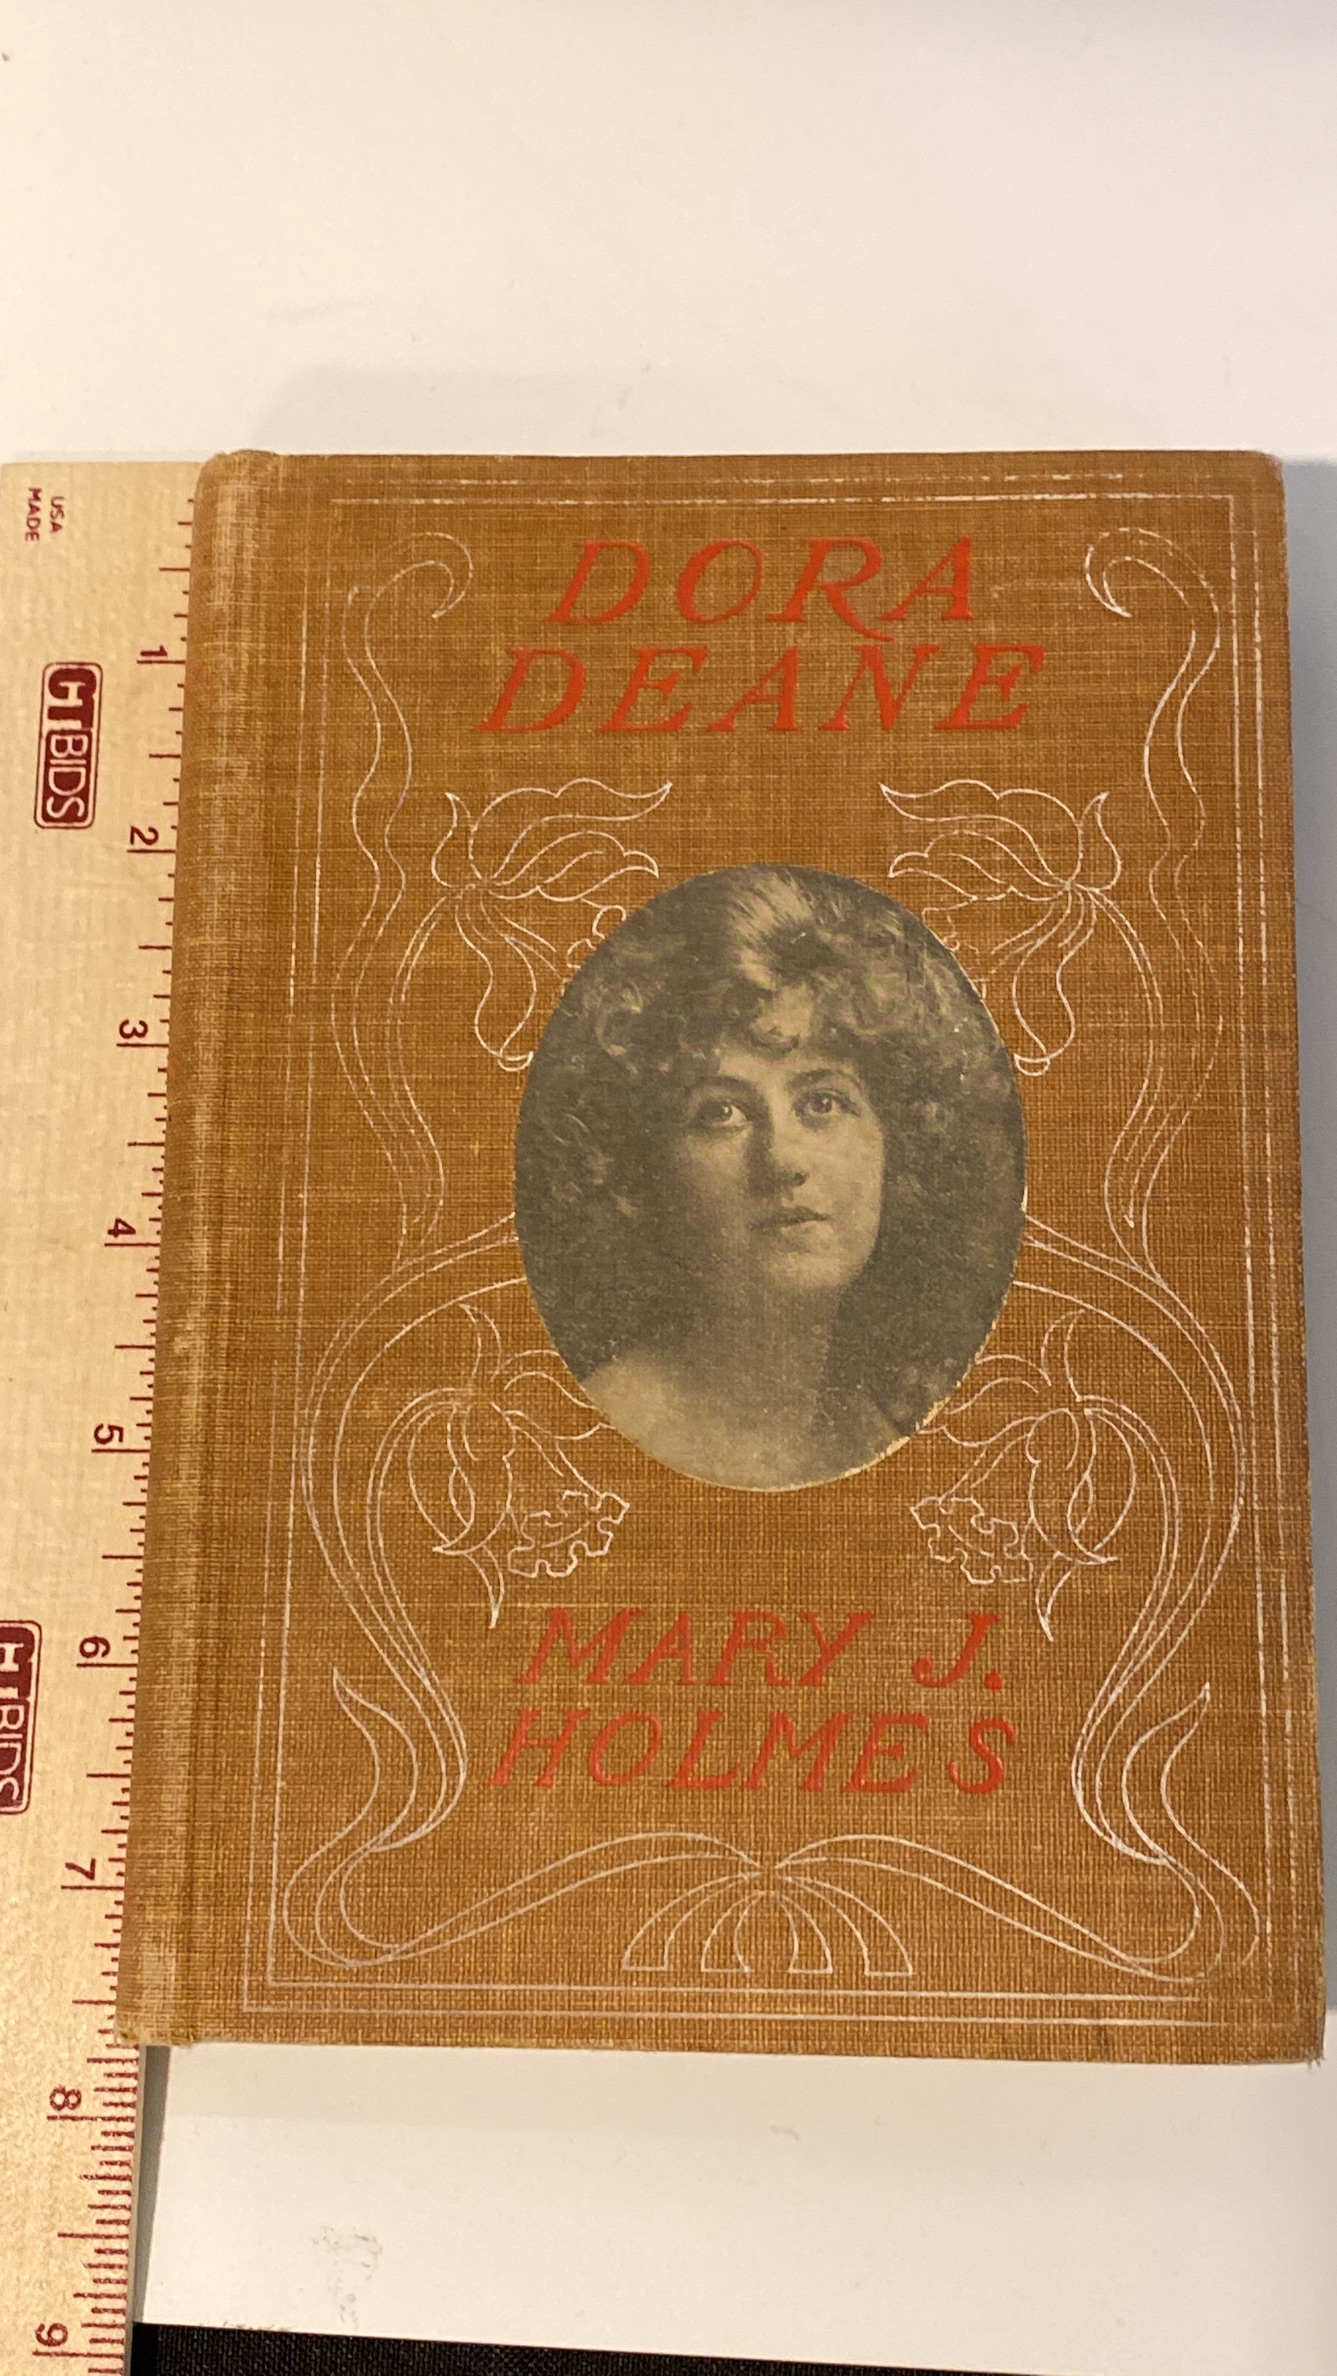 DORA
DEANE
MARY J.
HOLMES
MADE
USA
CTBIDS
CTBIDS
1
2
3
4
5
6
7
8
9